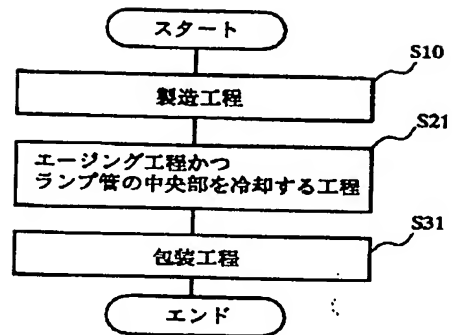 スタート
S10
製造工程
S21
エージング工程かつ
ランプ管の中央部を冷却する工程
S31
包装工程
エンド